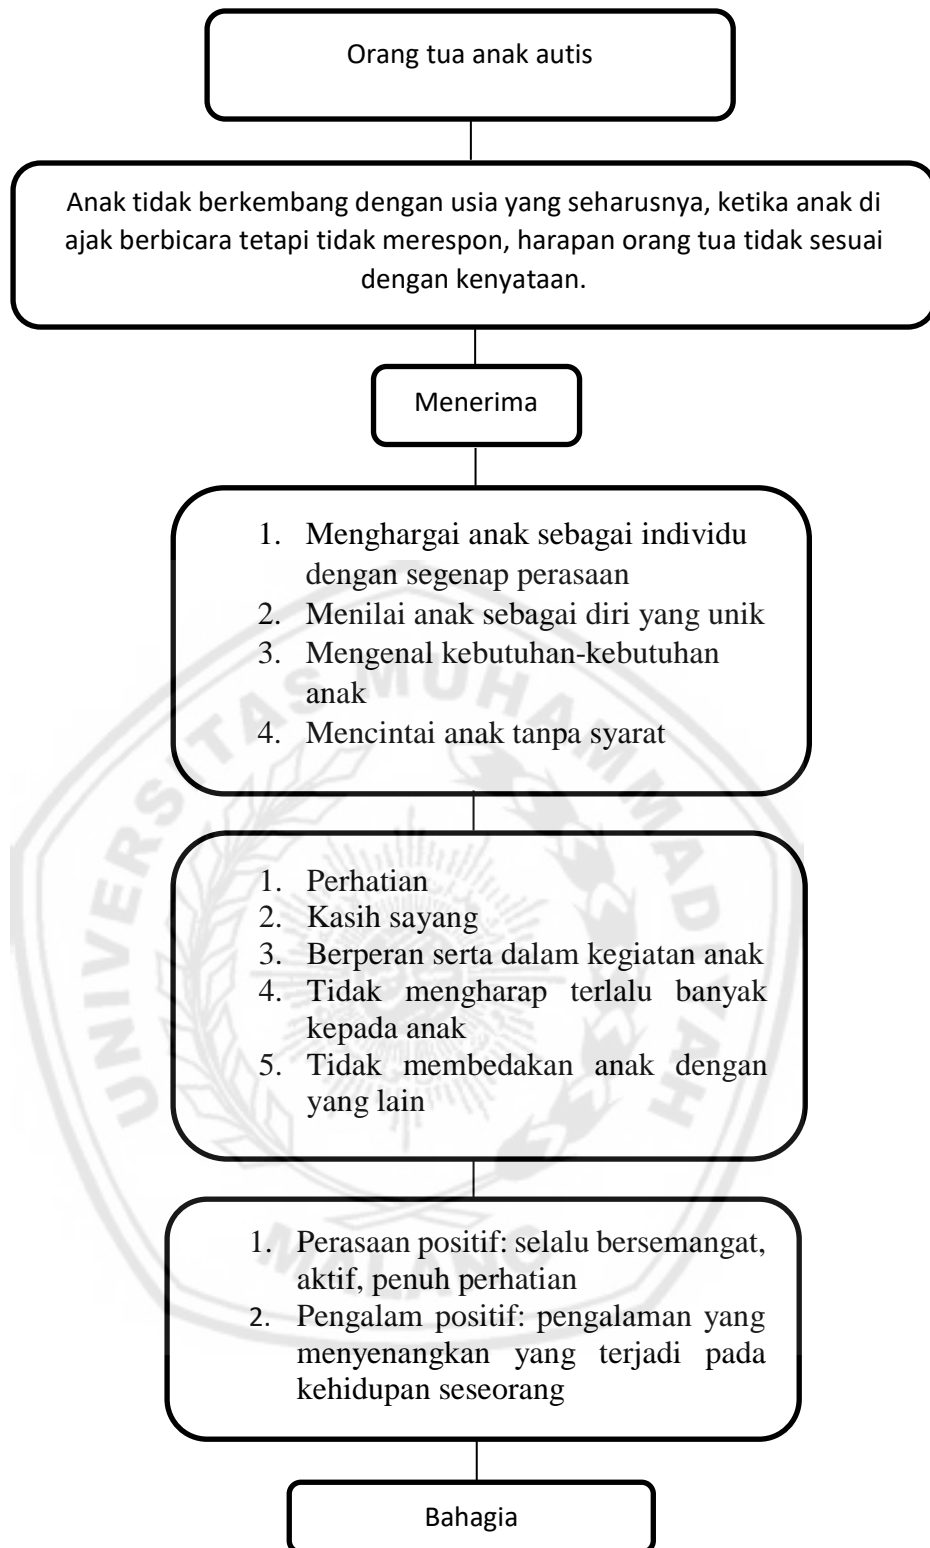 Orang tua anak autis
Anak tidak berkembang dengan usia yang seharusnya, ketika anak di
ajak berbicara tetapi tidak merespon, harapan orang tua tidak sesuai
dengan kenyataan.
Menerima
1. Menghargai anak sebagai individu
dengan segenap perasaan
2. Menilai anak sebagai diri yang unik
3. Mengenal kebutuhan-kebutuhan
anak
4. Mencintai anak tanpa syarat
1. Perhatian
2. Kasih sayang
3. Berperan serta dalam kegiatan anak
4. Tidak mengharap terlalu banyak
kepada anak
5. Tidak membedakan anak dengan
yang lain
1. Perasaan positif: selalu bersemangat,
aktif, penuh perhatian
2. Pengalam positif: pengalaman yang
menyenangkan yang terjadi pada
kehidupan seseorang
Bahagia
UNIVERSITAS MUHAMMADIYAH
MALANG